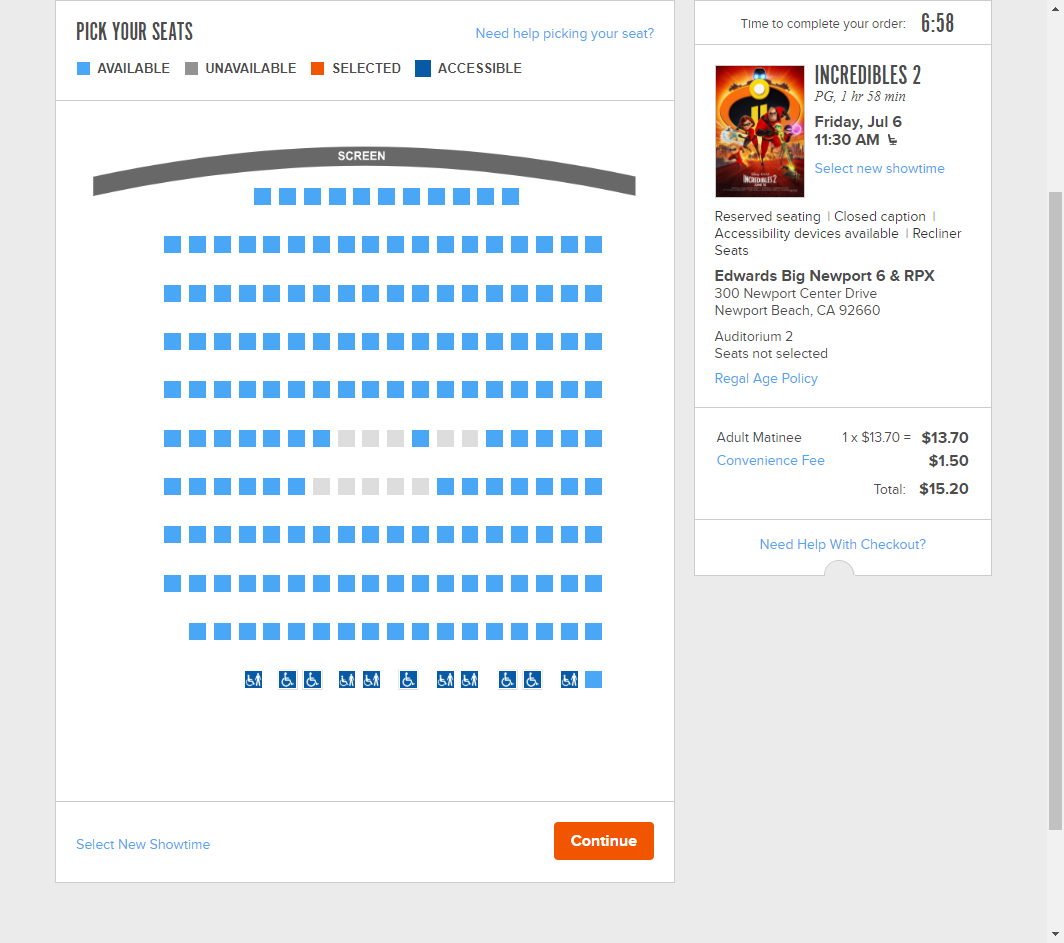 PICK YOUR SEATS
Need help picking your seat?
AVAILABLE UNAVAILABLE SELECTED ACCESSIBLE
SCREEN
Select New Showtime
Continue
Time to complete your order: 6:58
INCREDIBLES 2
PG, 1 hr 58 min
Friday, Jul 6
11:30 AM
Select new showtime
INCREDIBLES 2
Reserved seating | Closed caption |
Accessibility devices available | Recliner
Seats
Edwards Big Newport 6 & RPX
300 Newport Center Drive
Newport Beach, CA 92660
Auditorium 2
Seats not selected
Regal Age Policy
Adult Matinee 1 x $13.70 = $13.70
Convenience Fee $1.50
Total: $15.20
Need Help With Checkout?